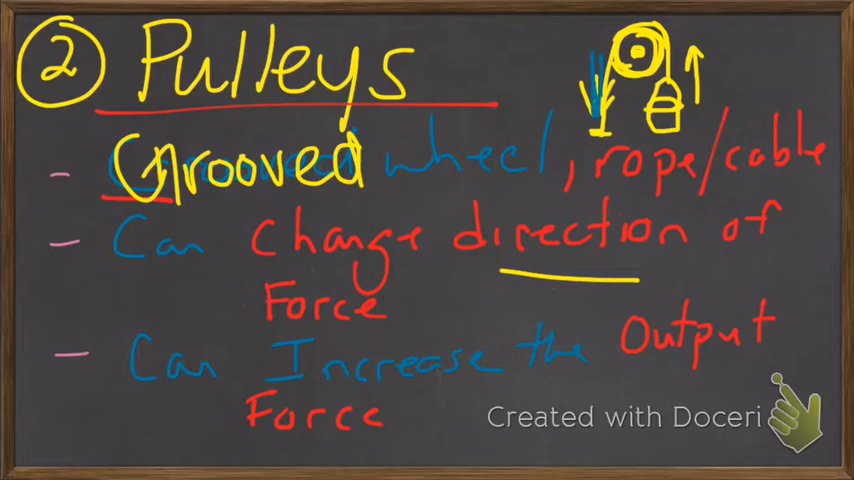 2 Pulleys
- Grooved wheel, rope/cable
- Can change direction of
Force
- Can Increase the Output
Force
Created with Doceri